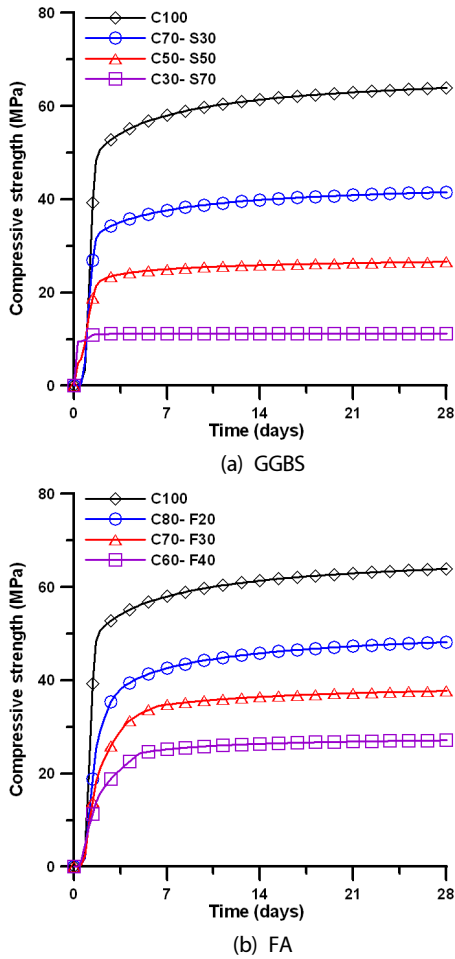 C100
C70- S30
C50- S50
C30- S70
Compressive strength (MPa)
80
60
40
20
0
0 7 14 21 28
Time (days)
(a) GGBS
C100
C80- F20
C70- F30
C60- F40
Compressive strength (MPa)
80
60
40
20
0
0 7 14 21 28
Time (days)
(b) FA